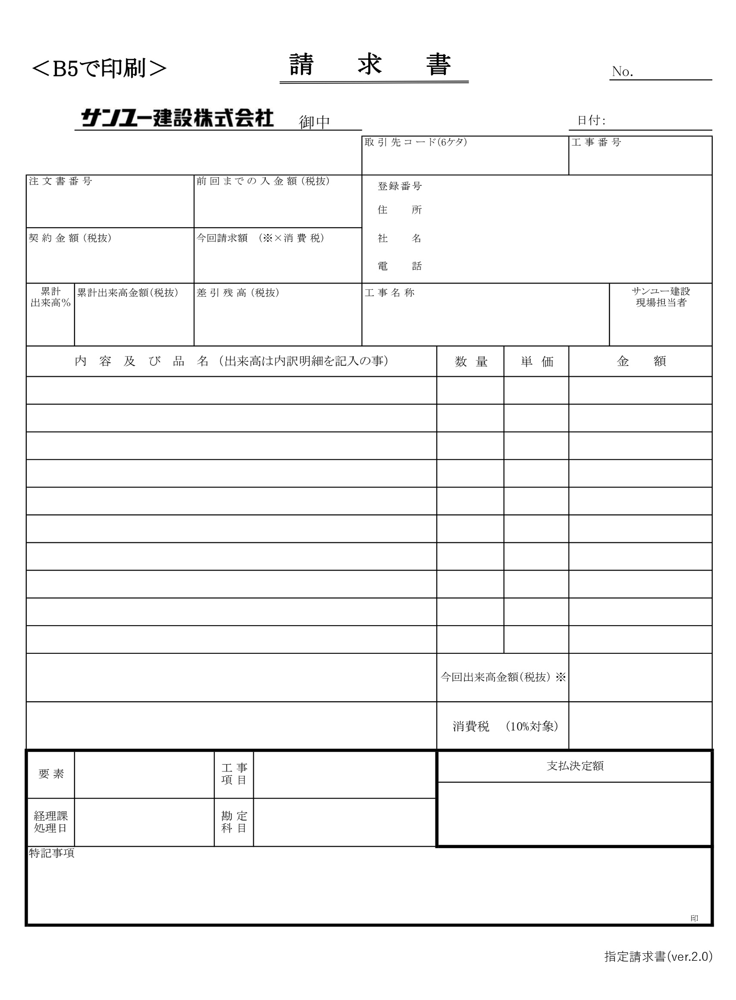 ＜B5で印刷＞
請　求　書
No.
サンユー建設株式会社　御中
日付：
取引先コード（6ケタ）
工事番号
注文書番号
前回までの入金額（税抜）
登録番号
住　所
契約金額（税抜）
今回請求額　（※×消費税）
社　名
電　話
累計
出来高％
累計出来高金額（税抜）
差引残高（税抜）
工事名称
サンユー建設
現場担当者
内容及び品名（出来高は内訳明細を記入の事）
数量
単価
金　額
今回出来高金額（税抜）※
消費税　（10%対象）
要素
工事
項目
支払決定額
経理課
処理日
勘定
科目
特記事項
印
指定請求書(ver.2.0)